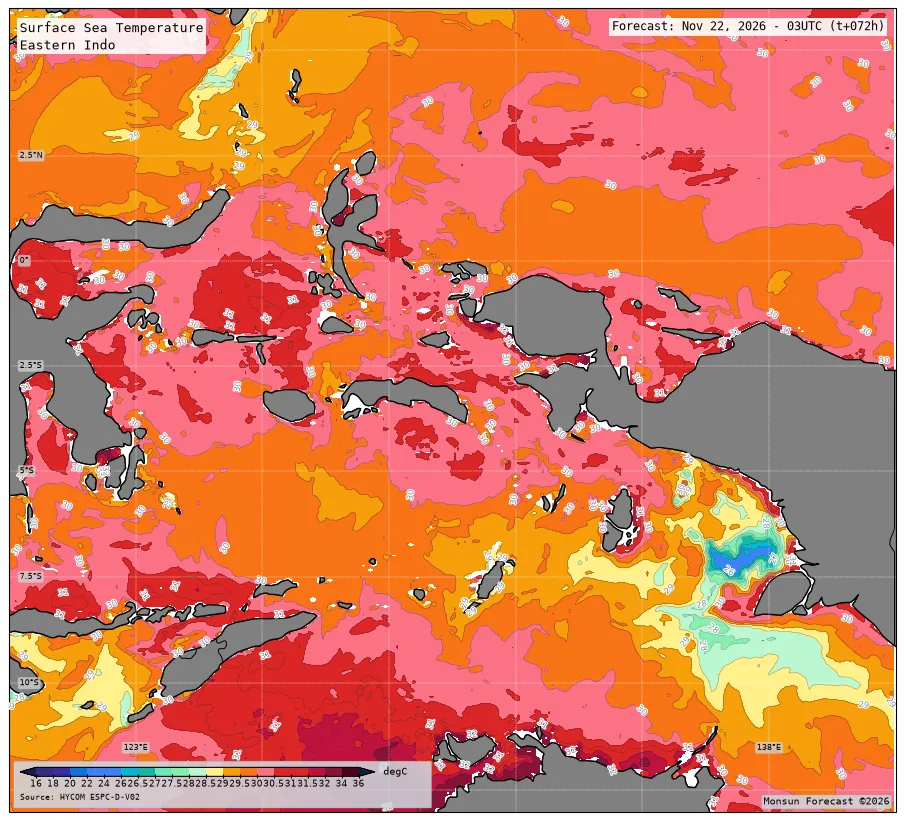 Surface Sea Temperature
Eastern Indo
Forecast: Nov 22, 2026 - 03UTC (t+072h)
2.5°N
0°
2.5°S
5°S
7.5°S
10°S
123°E
138°E
degC
16 18 20 22 24 26 26.5 27 27.5 28 28.5 29 29.5 30 30.5 31 31.5 32 34 36
Source: HYCOM ESPC-D-V02
Monsun Forecast ©2026